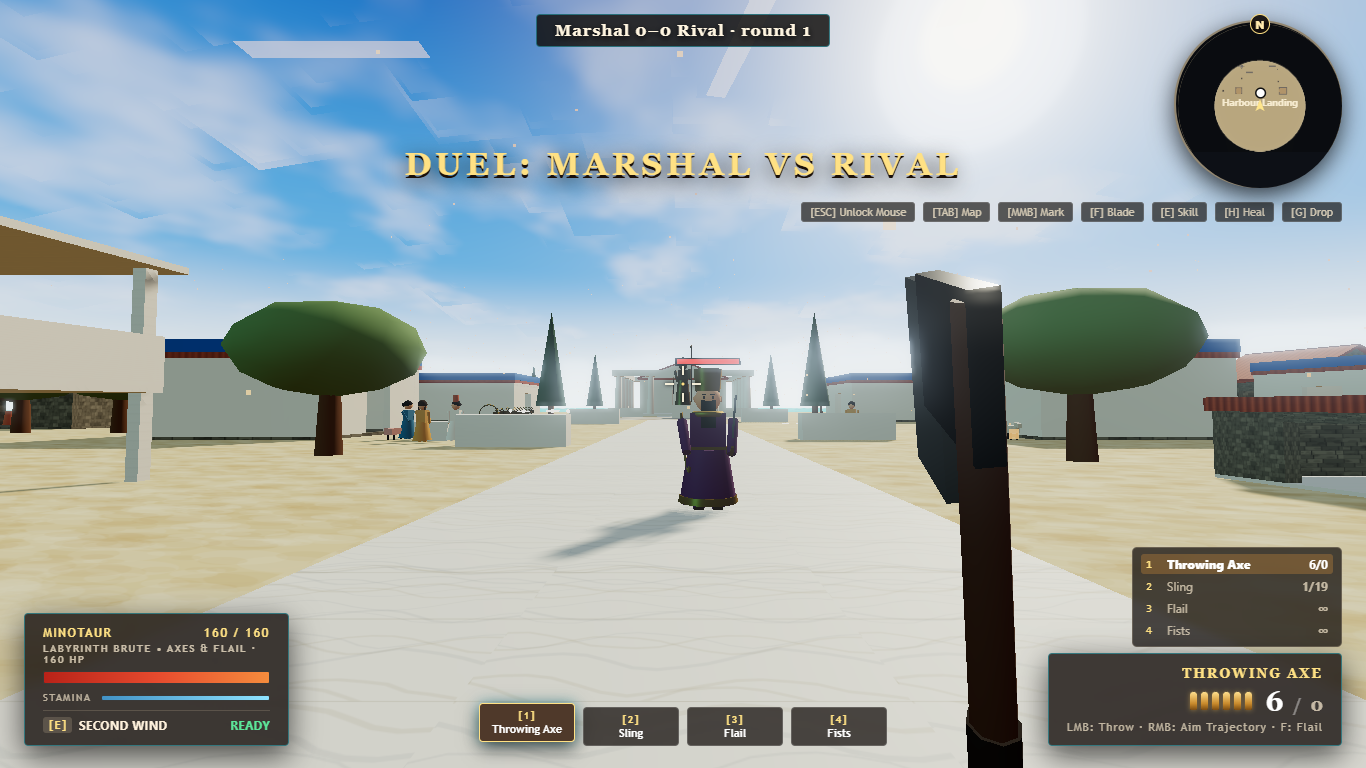 Marshal 0–0 Rival · round 1
N
Harbour Landing
DUEL: MARSHAL VS RIVAL
[ESC] Unlock Mouse [TAB] Map [MMB] Mark [F] Blade [E] Skill [H] Heal [G] Drop
1 Throwing Axe 6/0
2 Sling 1/19
3 Flail ∞
4 Fists ∞
MINOTAUR 160 / 160
LABYRINTH BRUTE • AXES & FLAIL ·
160 HP
STAMINA
[E] SECOND WIND READY
[1]
Throwing Axe
[2]
Sling
[3]
Flail
[4]
Fists
THROWING AXE
6 / 0
LMB: Throw · RMB: Aim Trajectory · F: Flail